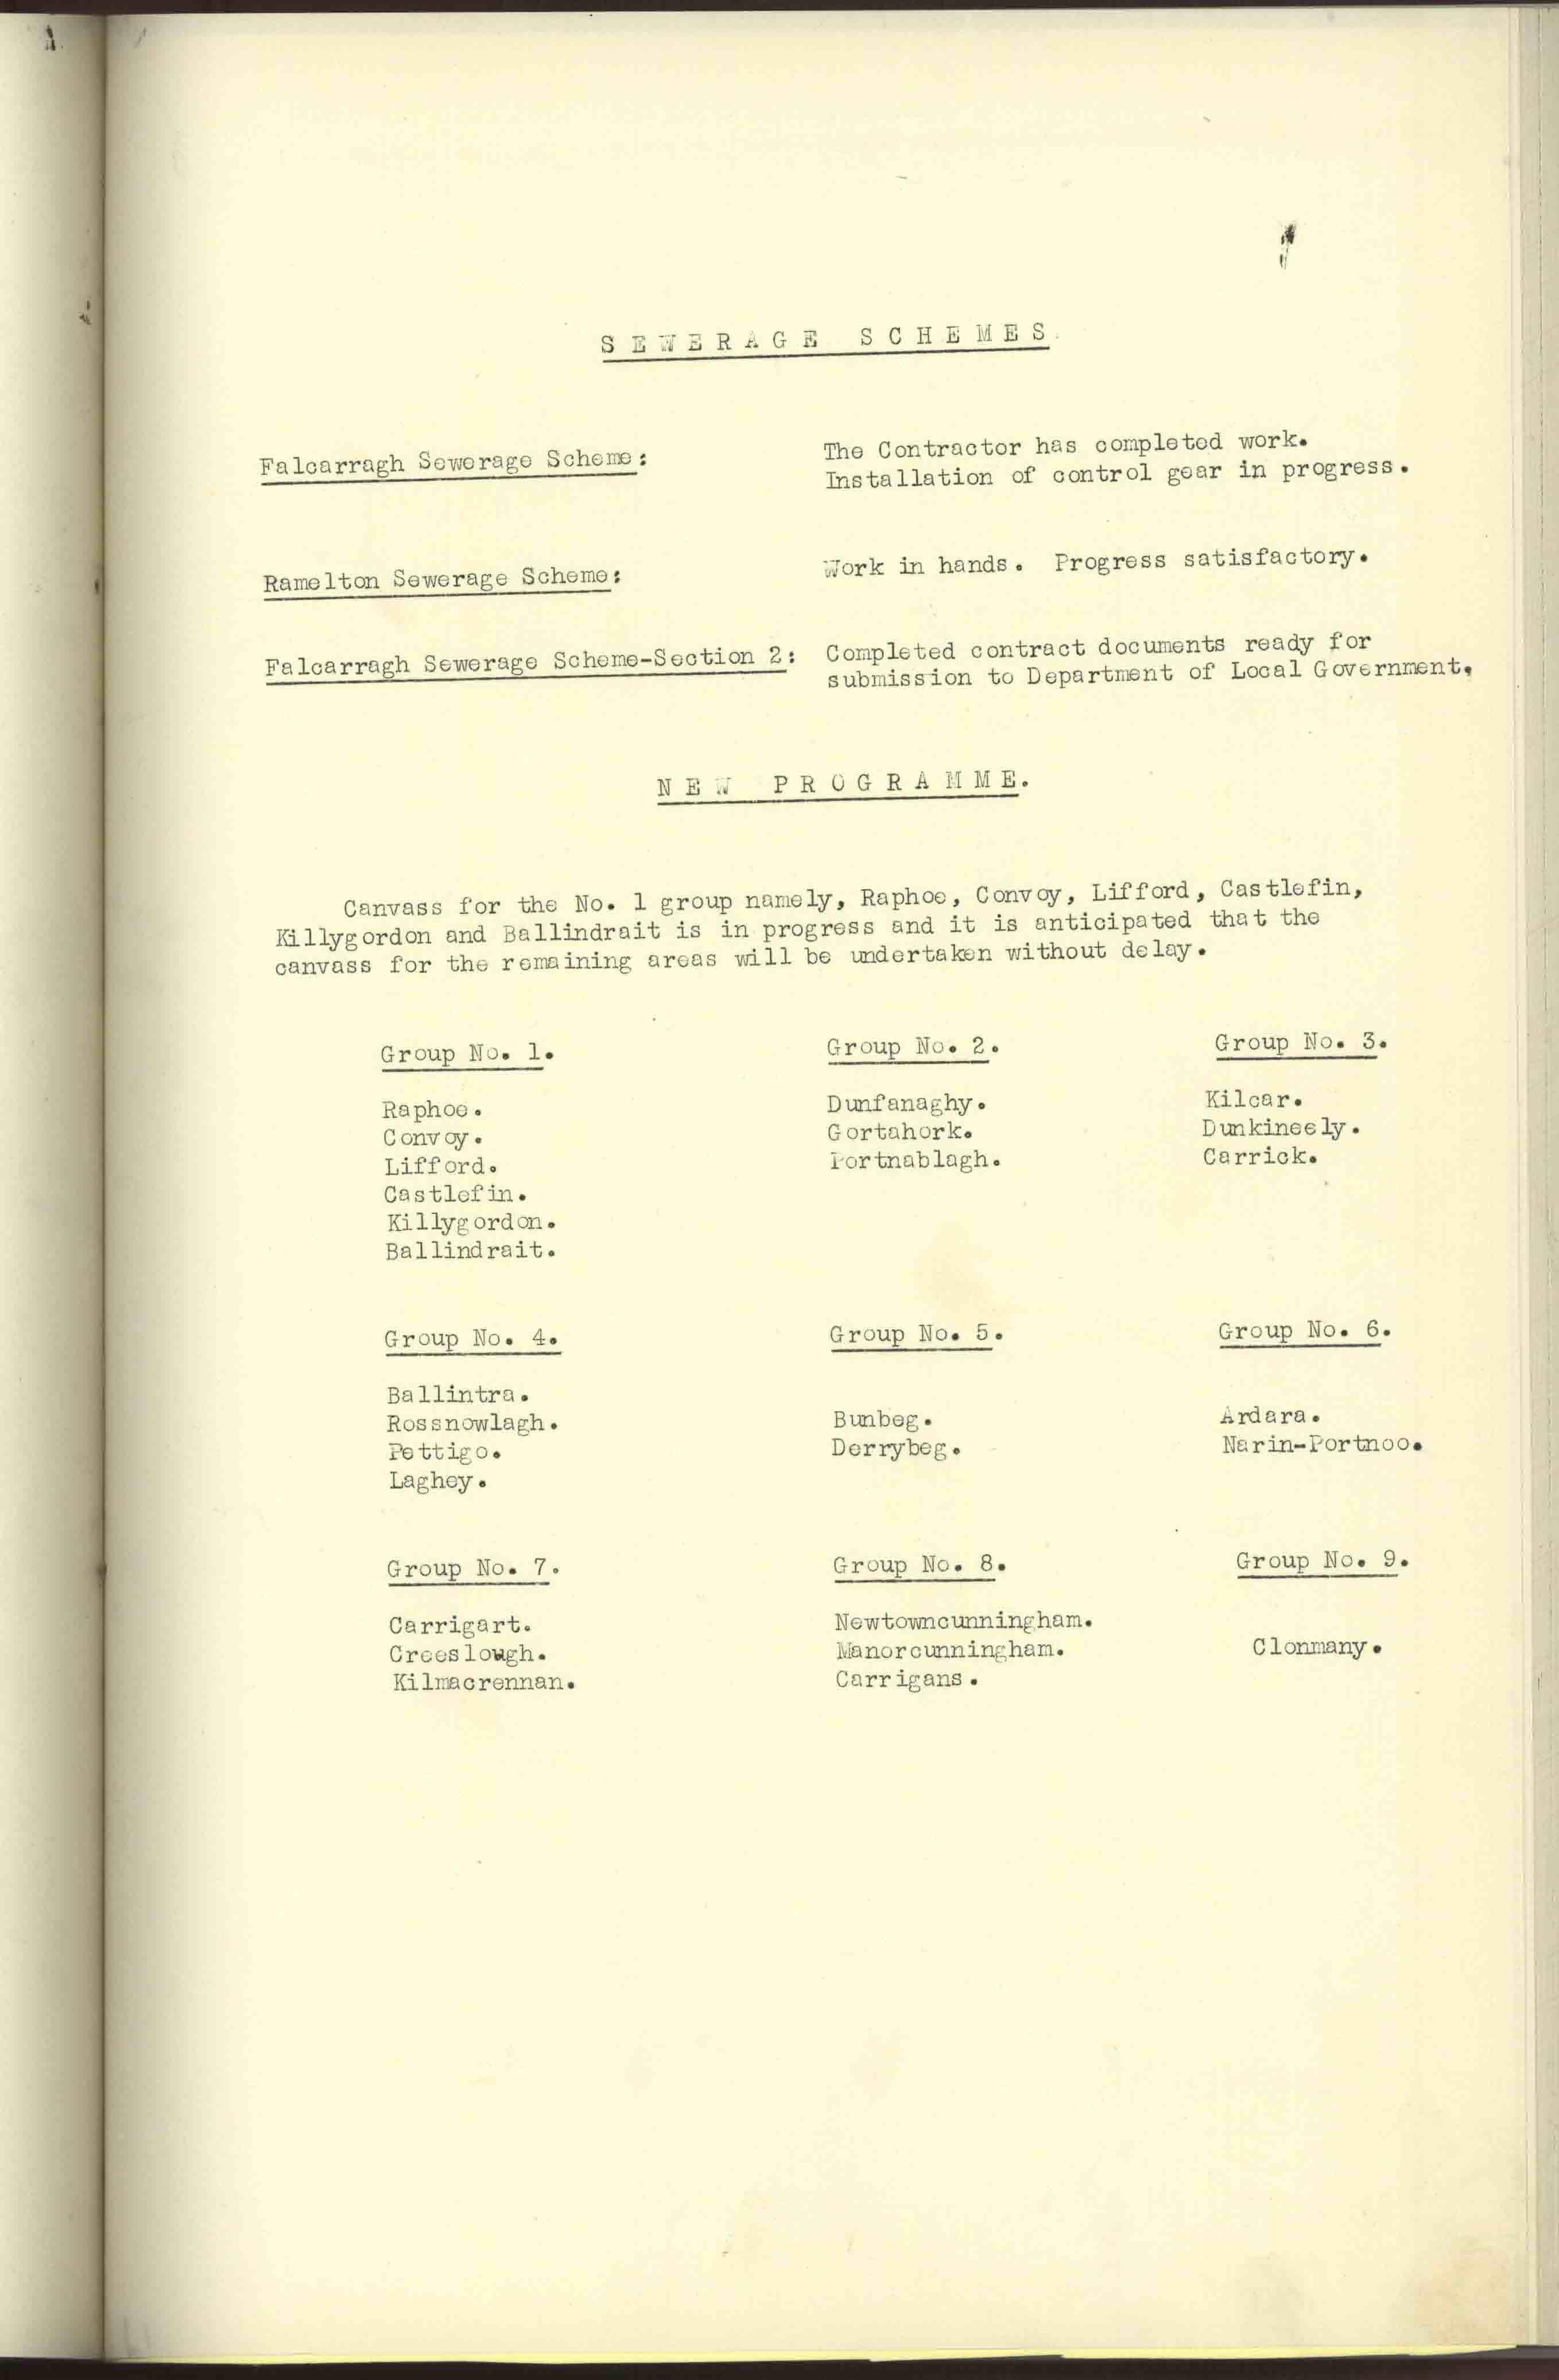 SEWERAGE SCHEMES.
Falcarragh Sewerage Scheme:
The Contractor has completed work.
Installation of control gear in progress.
Ramelton Sewerage Scheme:
Work in hands. Progress satisfactory.
Falcarragh Sewerage Scheme-Section 2:
Completed contract documents ready for
submission to Department of Local Government.
NEW PROGRAMME.
Canvass for the No. 1 group namely, Raphoe, Convoy, Lifford, Castlefin,
Killygordon and Ballindrait is in progress and it is anticipated that the
canvass for the remaining areas will be undertaken without delay.
Group No. 1.
Raphoe.
Convoy.
Lifford.
Castlefin.
Killygordon.
Ballindrait.
Group No. 2.
Dunfanaghy.
Gortahork.
Portnablagh.
Group No. 3.
Kilcar.
Dunkineely.
Carrick.
Group No. 4.
Ballintra.
Rossnowlagh.
Pettigo.
Laghey.
Group No. 5.
Bunbeg.
Derrybeg.
Group No. 6.
Ardara.
Narin-Portnoo.
Group No. 7.
Carrigart.
Creeslough.
Kilmacrennan.
Group No. 8.
Newtowncunningham.
Manorcunningham.
Carrigans.
Group No. 9.
Clonmany.